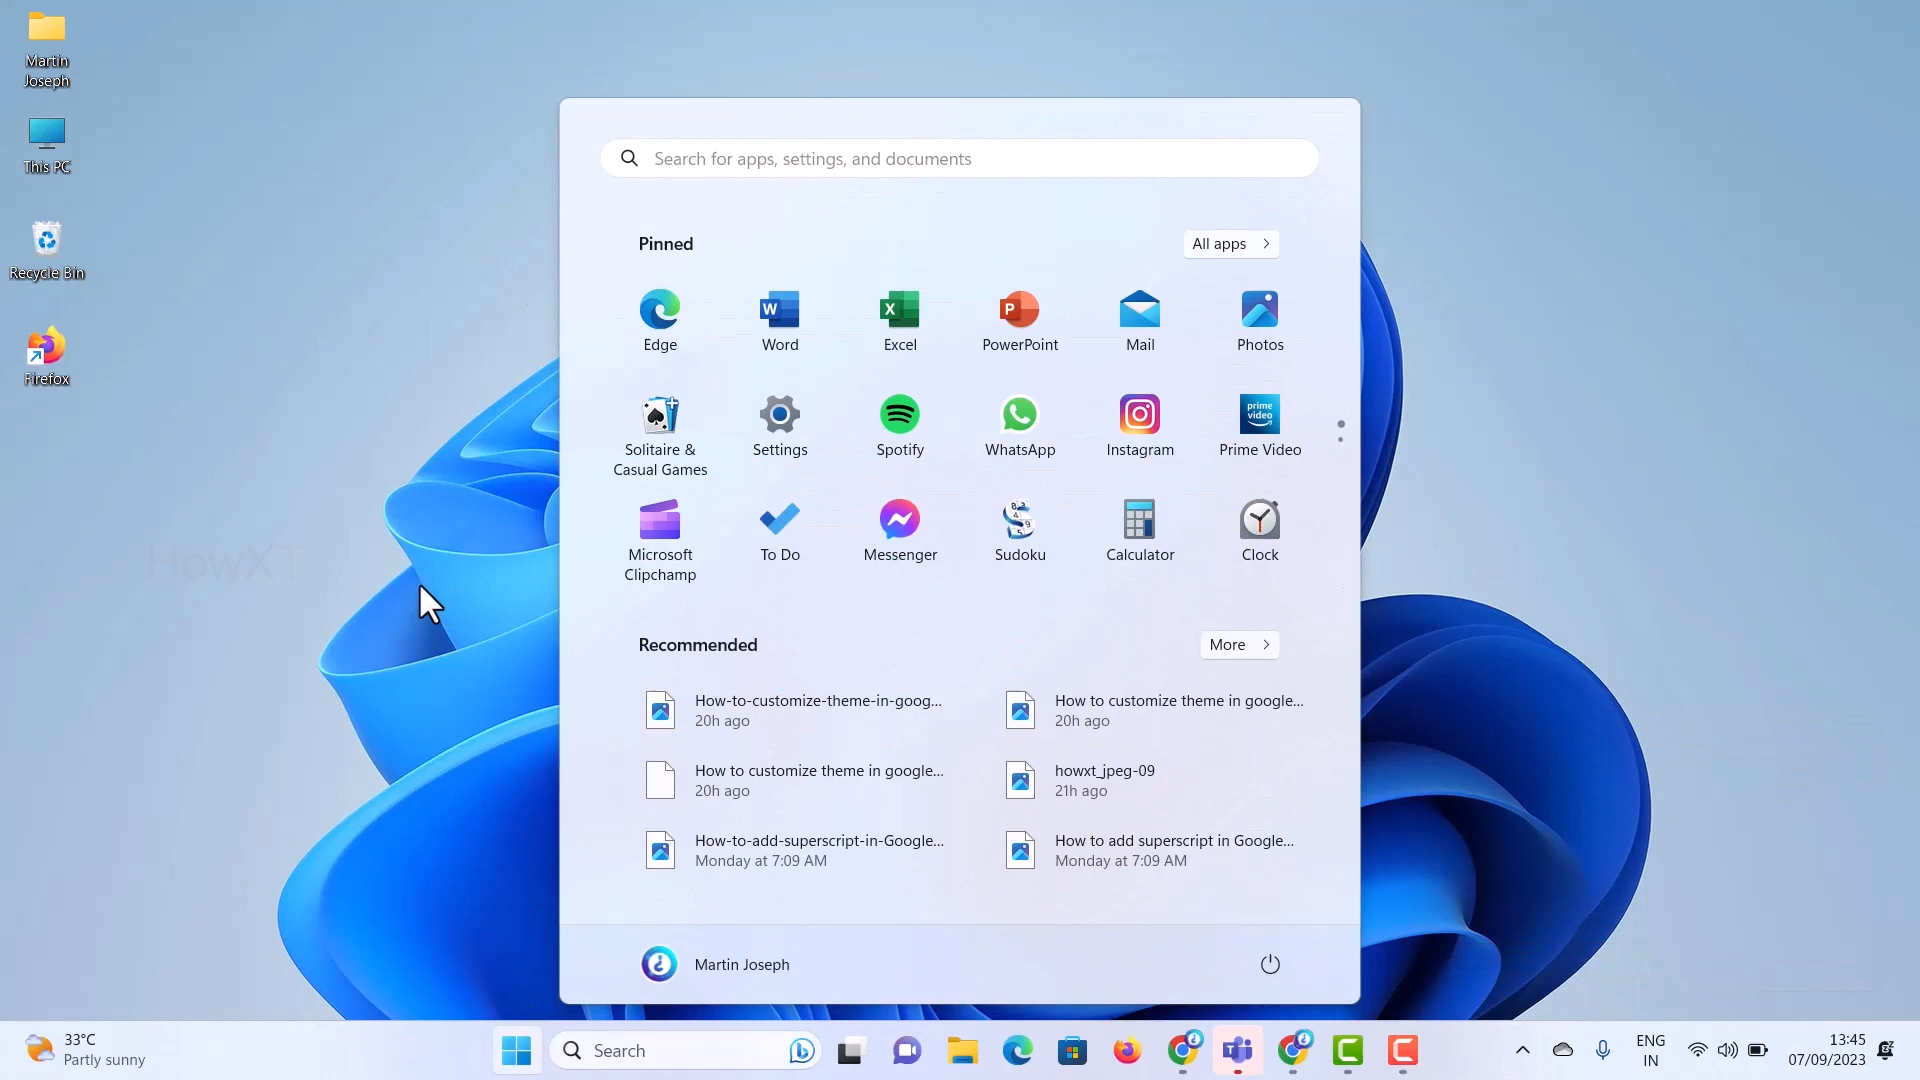 Martin
Joseph
This PC
Recycle Bin
Firefox
HowXT
Search for apps, settings, and documents
Pinned
All apps
Edge
Word
Excel
PowerPoint
Mail
Photos
prime
video
Solitaire &
Casual Games
Settings
Spotify
WhatsApp
Instagram
Prime Video
Microsoft
Clipchamp
To Do
Messenger
Sudoku
Calculator
Clock
Recommended
More
How-to-customize-theme-in-goog...
20h ago
How to customize theme in google...
20h ago
How to customize theme in google...
20h ago
howxt_jpeg-09
21h ago
How-to-add-superscript-in-Google...
Monday at 7:09 AM
How to add superscript in Google...
Monday at 7:09 AM
Martin Joseph
33°C
Partly sunny
Search
ENG
IN
13:45
07/09/2023